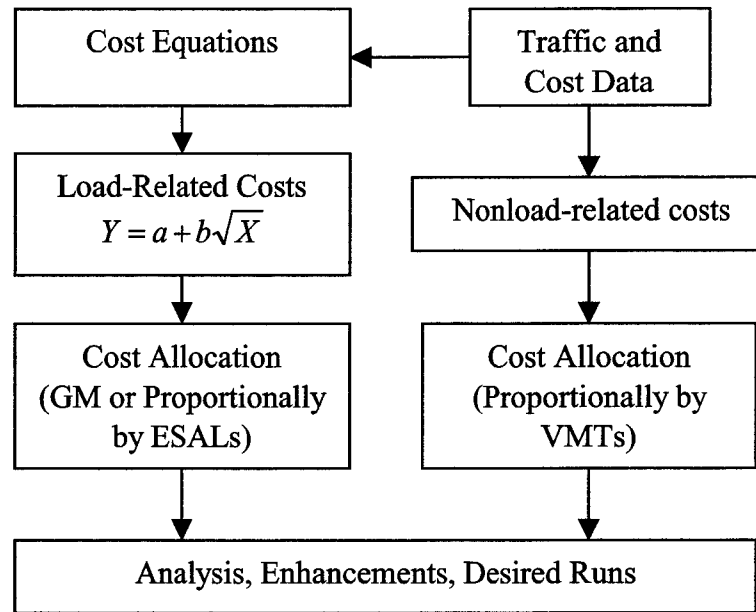 Cost Equations
Traffic and
Cost Data
Load-Related Costs
Y = a + b√X
Nonload-related costs
Cost Allocation
(GM or Proportionally
by ESALs)
Cost Allocation
(Proportionally by
VMTs)
Analysis, Enhancements, Desired Runs